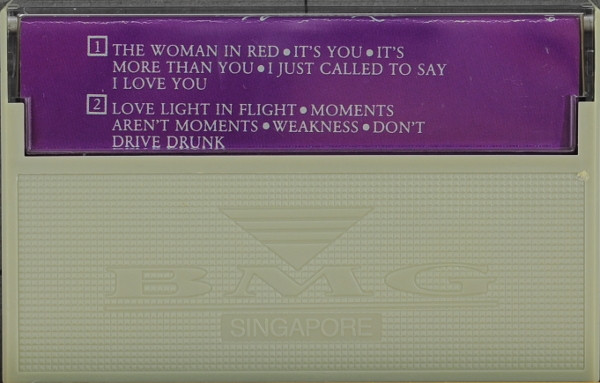 1 THE WOMAN IN RED • IT'S YOU • IT'S
MORE THAN YOU • I JUST CALLED TO SAY
I LOVE YOU
2 LOVE LIGHT IN FLIGHT • MOMENTS
AREN'T MOMENTS • WEAKNESS • DON'T
DRIVE DRUNK
BMG
SINGAPORE